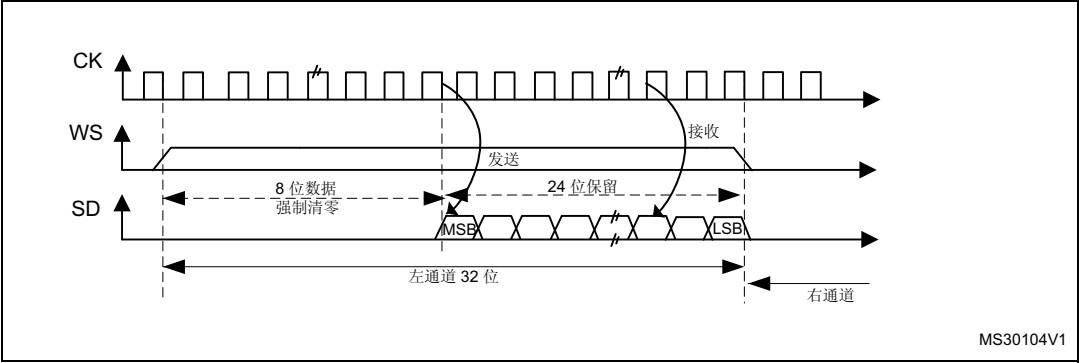 CK
接收
WS
发送
8 位数据
24 位保留
强制清零
SD
MSB
LSB
左通道 32 位
右通道
MS30104V1